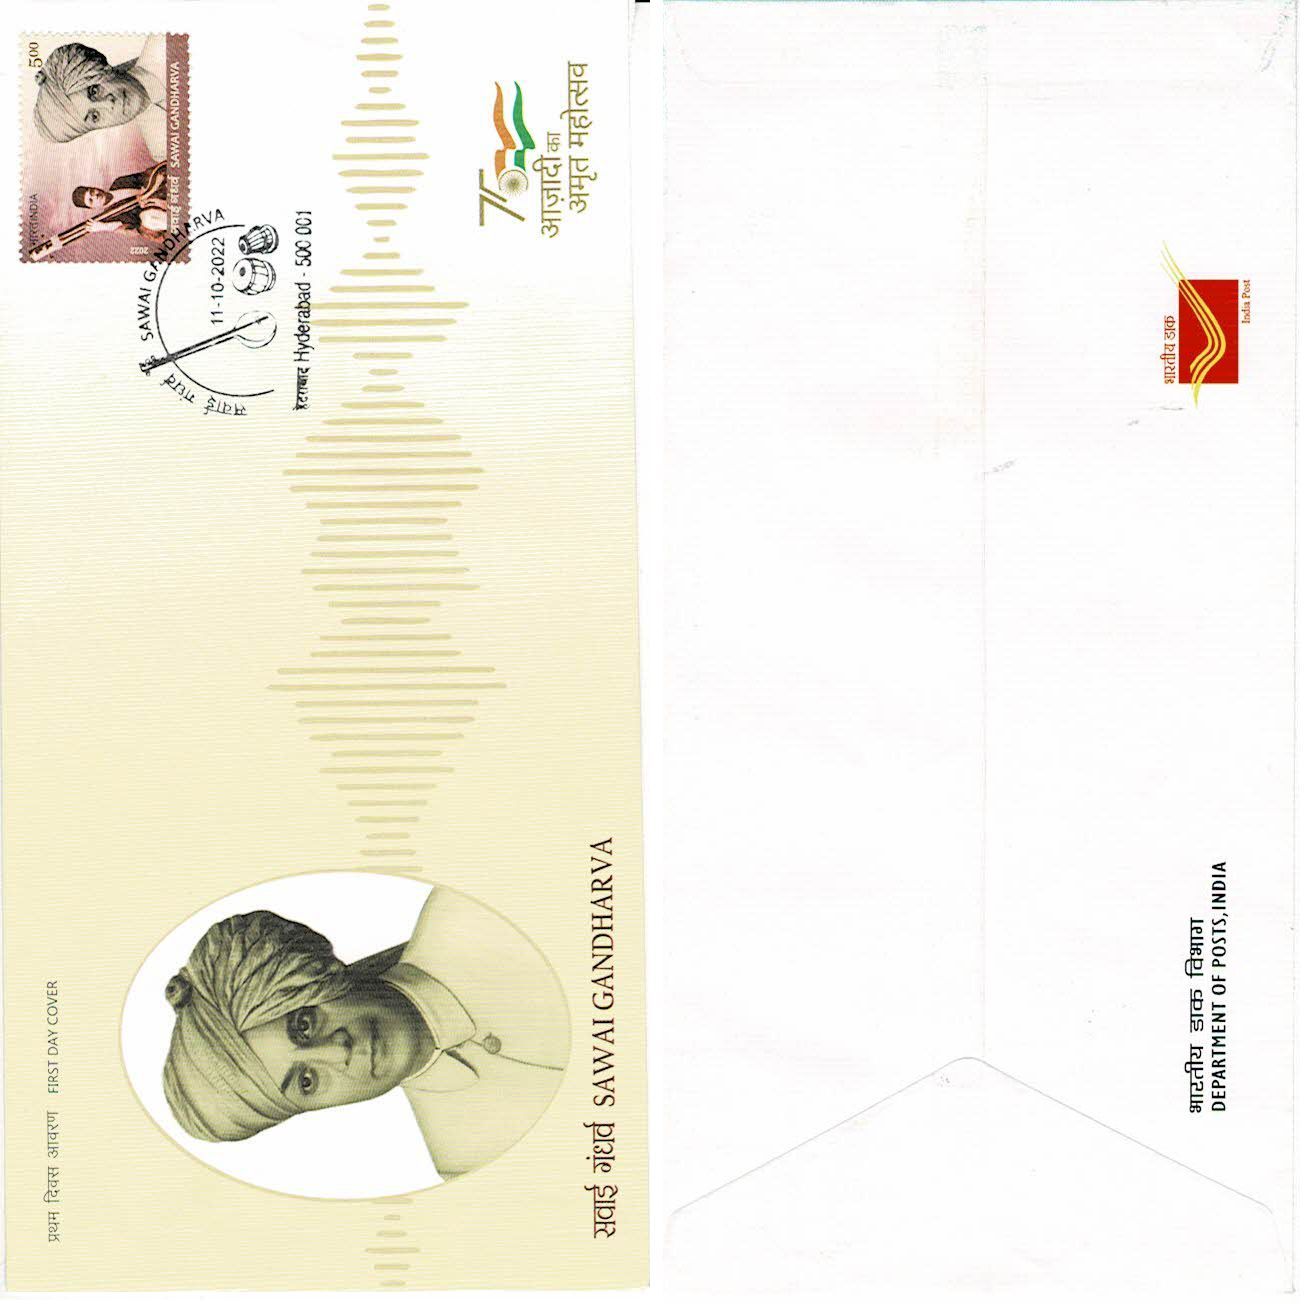 प्रथम दिवस आवरण FIRST DAY COVER
भारत INDIA 500
2022
सवाई गंधर्व SAWAI GANDHARVA
सवाई गंधर्व SAWAI GANDHARVA
11-10-2022
हैदराबाद Hyderabad - 500 001
75
आज़ादी का
अमृत महोत्सव
सवाई गंधर्व SAWAI GANDHARVA
भारतीय डाक विभाग
DEPARTMENT OF POSTS, INDIA
भारतीय डाक
India Post